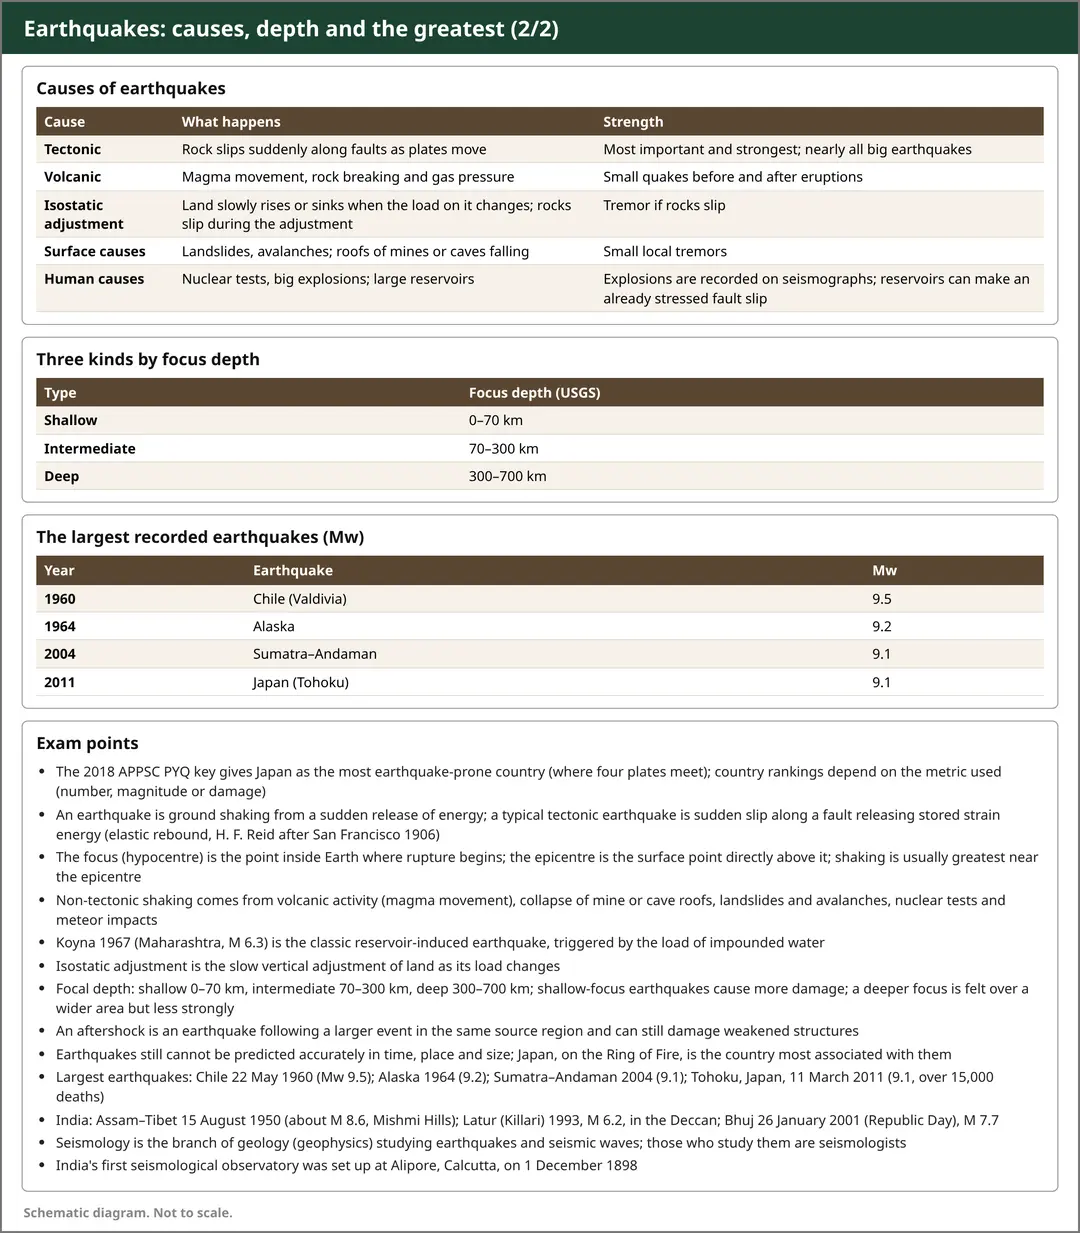 Earthquakes: causes, depth and the greatest (2/2)
Causes of earthquakes
Cause What happens Strength
Tectonic Rock slips suddenly along faults as plates move Most important and strongest; nearly all big earthquakes
Volcanic Magma movement, rock breaking and gas pressure Small quakes before and after eruptions
Isostatic Land slowly rises or sinks when the load on it changes; rocks Tremor if rocks slip
adjustment slip during the adjustment
Surface causes Landslides, avalanches; roofs of mines or caves falling Small local tremors
Human causes Nuclear tests, big explosions; large reservoirs Explosions are recorded on seismographs; reservoirs can make an
already stressed fault slip
Three kinds by focus depth
Type Focus depth (USGS)
Shallow 0–70 km
Intermediate 70–300 km
Deep 300–700 km
The largest recorded earthquakes (Mw)
Year Earthquake Mw
1960 Chile (Valdivia) 9.5
1964 Alaska 9.2
2004 Sumatra–Andaman 9.1
2011 Japan (Tohoku) 9.1
Exam points
• The 2018 APPSC PYQ key gives Japan as the most earthquake-prone country (where four plates meet); country rankings depend on the metric used
(number, magnitude or damage)
• An earthquake is ground shaking from a sudden release of energy; a typical tectonic earthquake is sudden slip along a fault releasing stored strain
energy (elastic rebound, H. F. Reid after San Francisco 1906)
• The focus (hypocentre) is the point inside Earth where rupture begins; the epicentre is the surface point directly above it; shaking is usually greatest near
the epicentre
• Non-tectonic shaking comes from volcanic activity (magma movement), collapse of mine or cave roofs, landslides and avalanches, nuclear tests and
meteor impacts
• Koyna 1967 (Maharashtra, M 6.3) is the classic reservoir-induced earthquake, triggered by the load of impounded water
• Isostatic adjustment is the slow vertical adjustment of land as its load changes
• Focal depth: shallow 0–70 km, intermediate 70–300 km, deep 300–700 km; shallow-focus earthquakes cause more damage; a deeper focus is felt over a
wider area but less strongly
• An aftershock is an earthquake following a larger event in the same source region and can still damage weakened structures
• Earthquakes still cannot be predicted accurately in time, place and size; Japan, on the Ring of Fire, is the country most associated with them
• Largest earthquakes: Chile 22 May 1960 (Mw 9.5); Alaska 1964 (9.2); Sumatra–Andaman 2004 (9.1); Tohoku, Japan, 11 March 2011 (9.1, over 15,000
deaths)
• India: Assam–Tibet 15 August 1950 (about M 8.6, Mishmi Hills); Latur (Killari) 1993, M 6.2, in the Deccan; Bhuj 26 January 2001 (Republic Day), M 7.7
• Seismology is the branch of geology (geophysics) studying earthquakes and seismic waves; those who study them are seismologists
• India's first seismological observatory was set up at Alipore, Calcutta, on 1 December 1898
Schematic diagram. Not to scale.